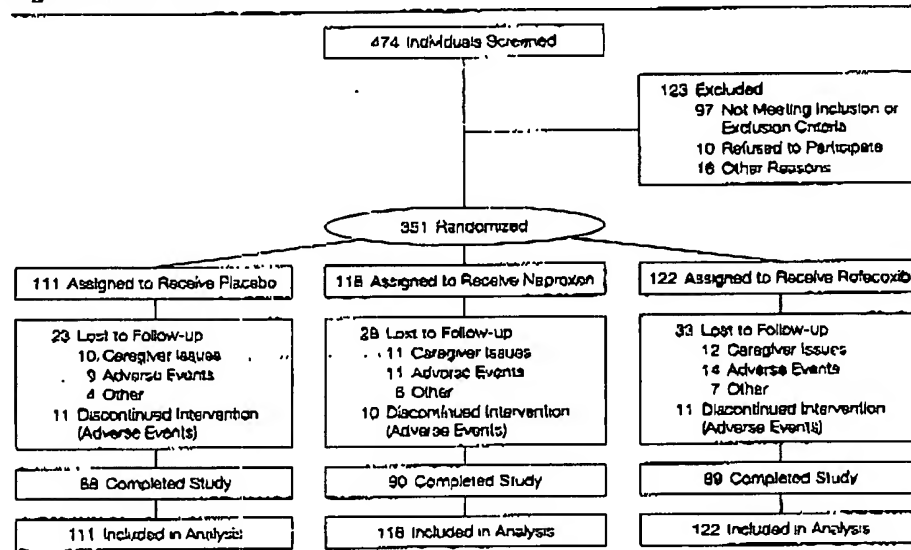 474 Individuals Screened
123 Excluded
97 Not Meeting Inclusion or
Exclusion Criteria
10 Refused to Participate
16 Other Reasons
351 Randomized
111 Assigned to Receive Placebo
118 Assigned to Receive Naproxen
122 Assigned to Receive Rofecoxib
23 Lost to Follow-up
10 Caregiver Issues
9 Adverse Events
4 Other
11 Discontinued Intervention
(Adverse Events)
28 Lost to Follow-up
11 Caregiver Issues
11 Adverse Events
6 Other
10 Discontinued Intervention
(Adverse Events)
33 Lost to Follow-up
12 Caregiver Issues
14 Adverse Events
7 Other
11 Discontinued Intervention
(Adverse Events)
88 Completed Study
90 Completed Study
89 Completed Study
111 Included in Analysis
118 Included in Analysis
122 Included in Analysis